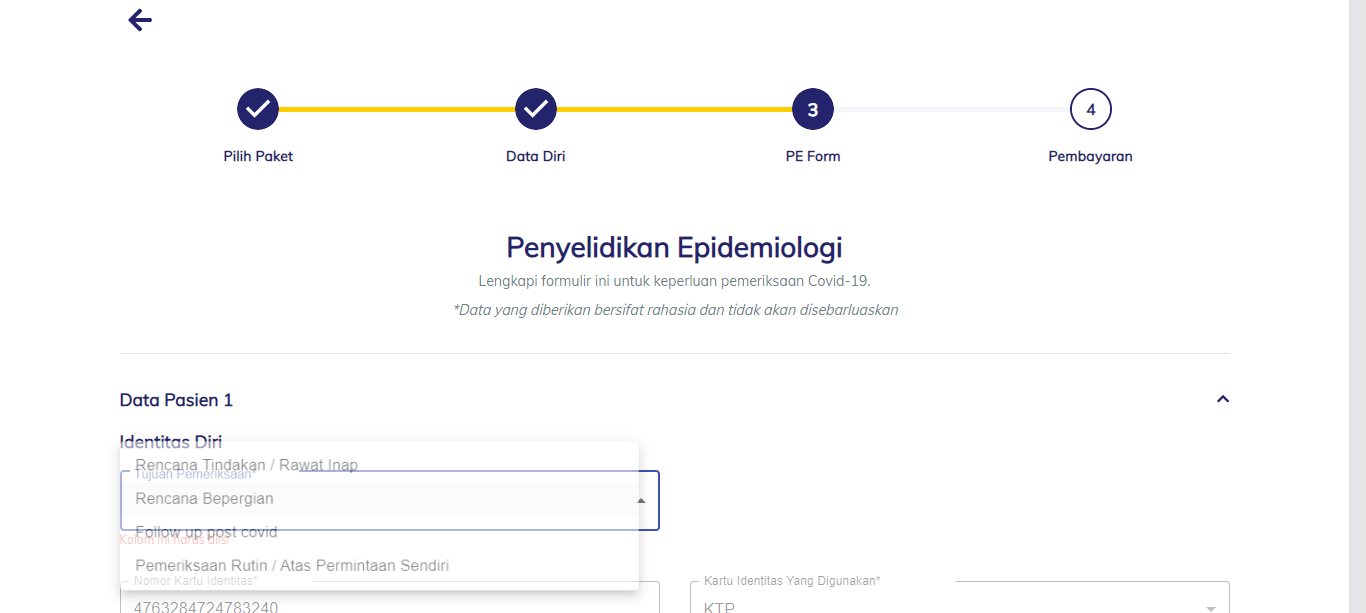 3
4
Pilih Paket
Data Diri
PE Form
Pembayaran
Penyelidikan Epidemiologi
Lengkapi formulir ini untuk keperluan pemeriksaan Covid-19.
*Data yang diberikan bersifat rahasia dan tidak akan disebarluaskan
Data Pasien 1
Identitas Diri
Rencana Tindakan / Rawat Inap
Tujuan Pemeriksaan*
Rencana Bepergian
Follow up post covid
Kolom ini harus diisi
Pemeriksaan Rutin / Atas Permintaan Sendiri
Nomor Kartu Identitas*
Kartu Identitas Yang Digunakan*
4763284724783240
KTP